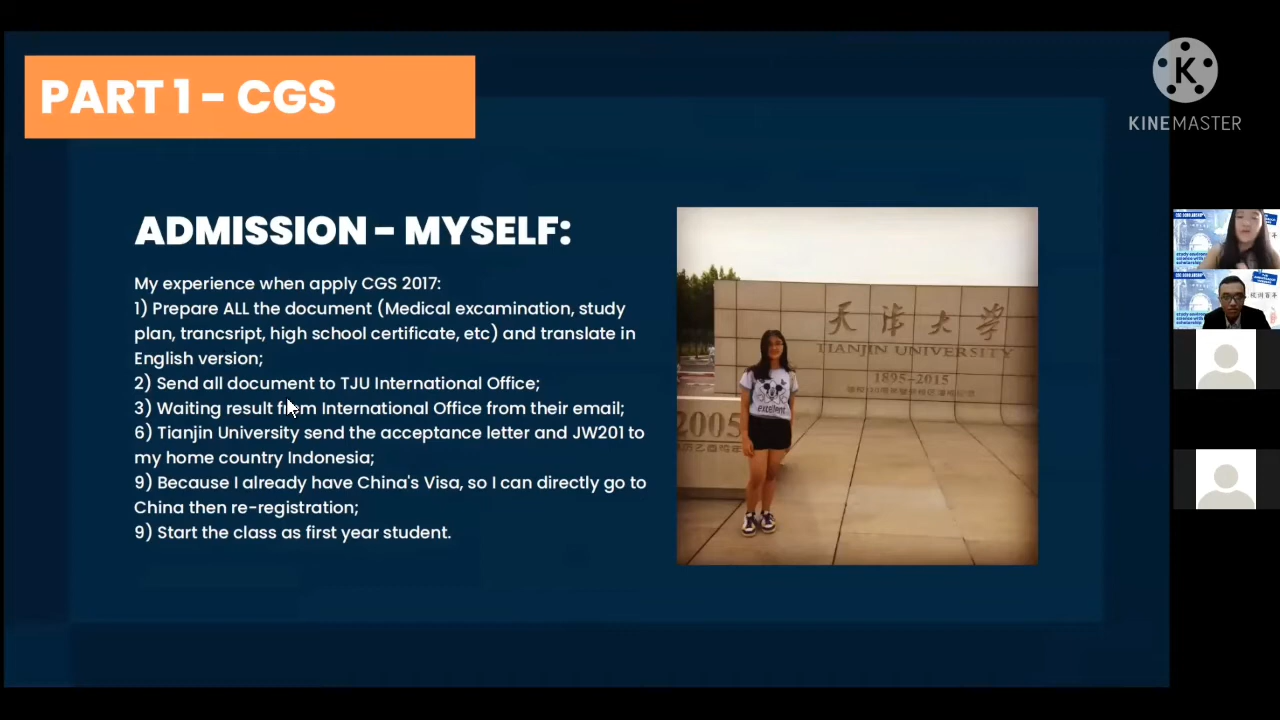 PART 1 - CGS
KINEMASTER
ADMISSION - MYSELF:
My experience when apply CGS 2017:
1) Prepare ALL the document (Medical excamination, study
plan, trancsript, high school certificate, etc) and translate in
English version;
2) Send all document to TJU International Office;
3) Waiting result from International Office from their email;
6) Tianjin University send the acceptance letter and JW201 to
my home country Indonesia;
9) Because I already have China's Visa, so I can directly go to
China then re-registration;
9) Start the class as first year student.
天津大学
TIANJIN UNIVERSITY
1895-2015
2005
excelent